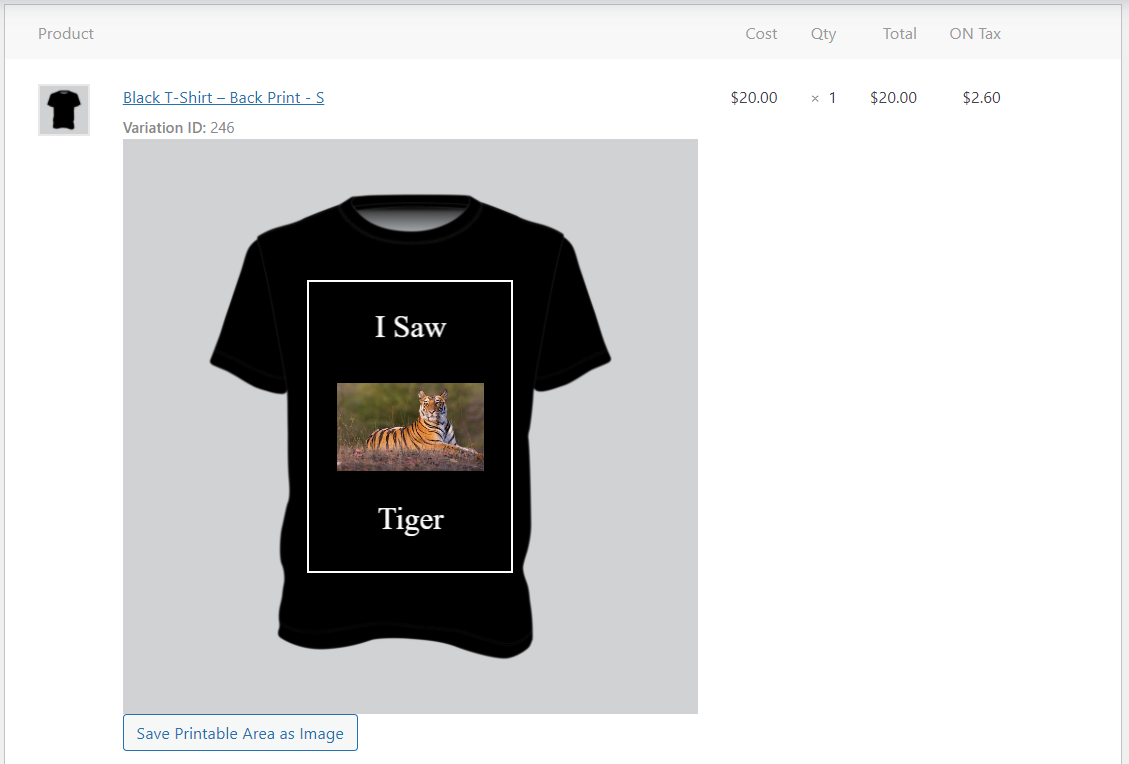 Product Cost Qty Total ON Tax
Black T-Shirt – Back Print - S $20.00 × 1 $20.00 $2.60
Variation ID: 246
I Saw
Tiger
Save Printable Area as Image